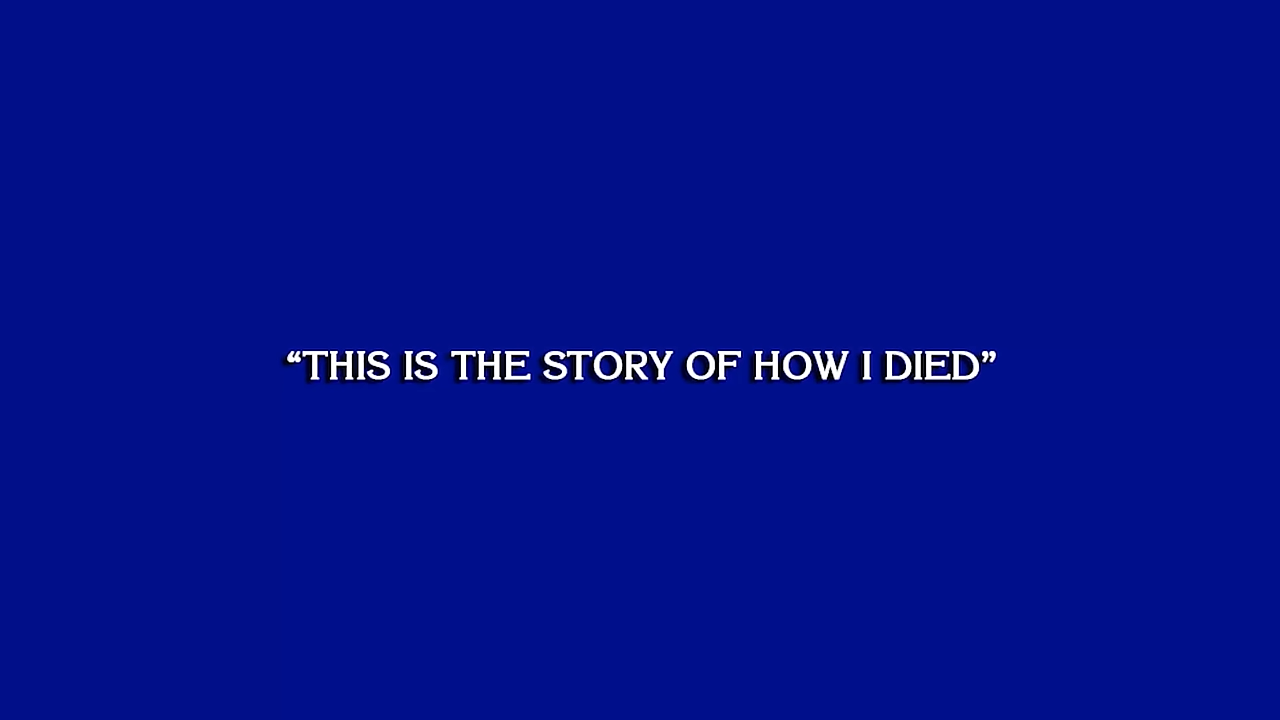 “THIS IS THE STORY OF HOW I DIED”